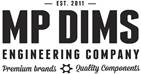 EST. 2011
MP DIMS
ENGINEERING COMPANY
Premium brands Quality Components